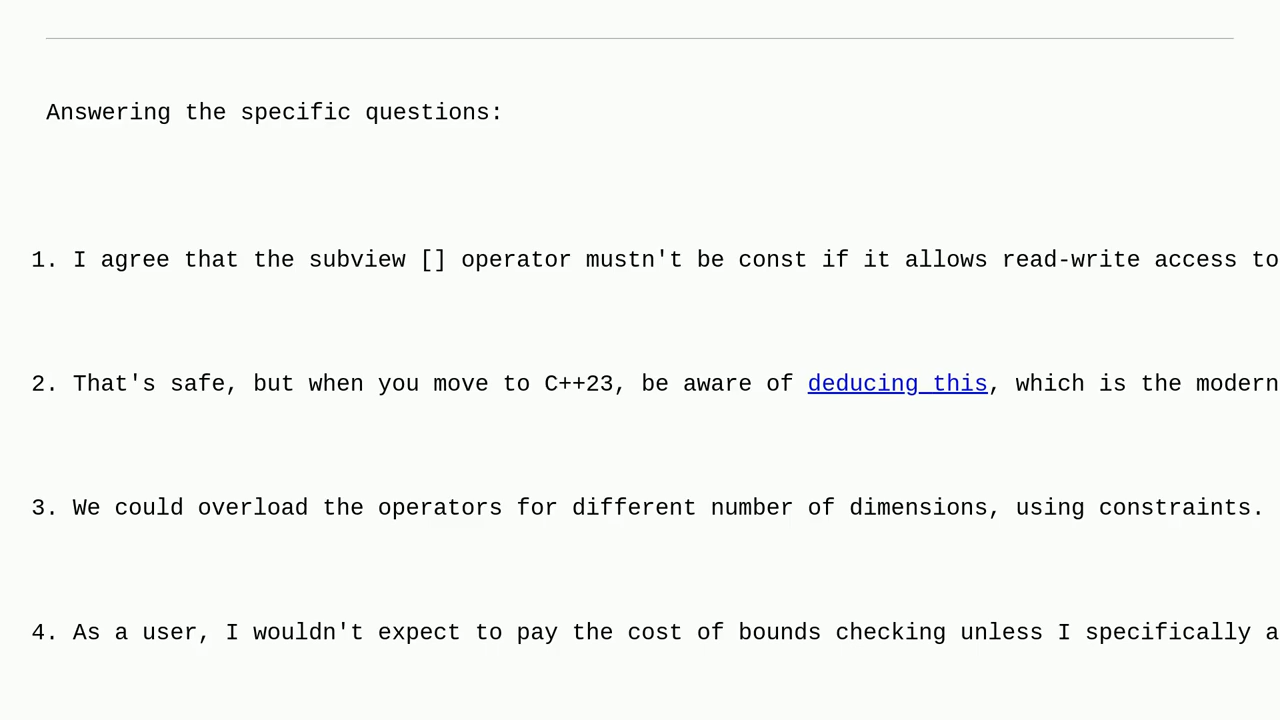 Answering the specific questions:
1. I agree that the subview [] operator mustn't be const if it allows read-write access to
2. That's safe, but when you move to C++23, be aware of deducing this, which is the modern
3. We could overload the operators for different number of dimensions, using constraints.
4. As a user, I wouldn't expect to pay the cost of bounds checking unless I specifically a